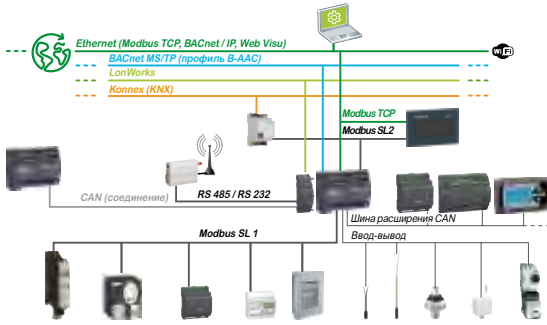 Ethernet (Modbus TCP, BACnet / IP, Web Visu)
WiFi
BACnet MS/TP (профиль B-AAC)
LonWorks
Konnex (KNX)
Modbus TCP
Modbus SL2
CAN (соединение)
RS 485 / RS 232
Шина расширения CAN
Modbus SL 1
Ввод-вывод